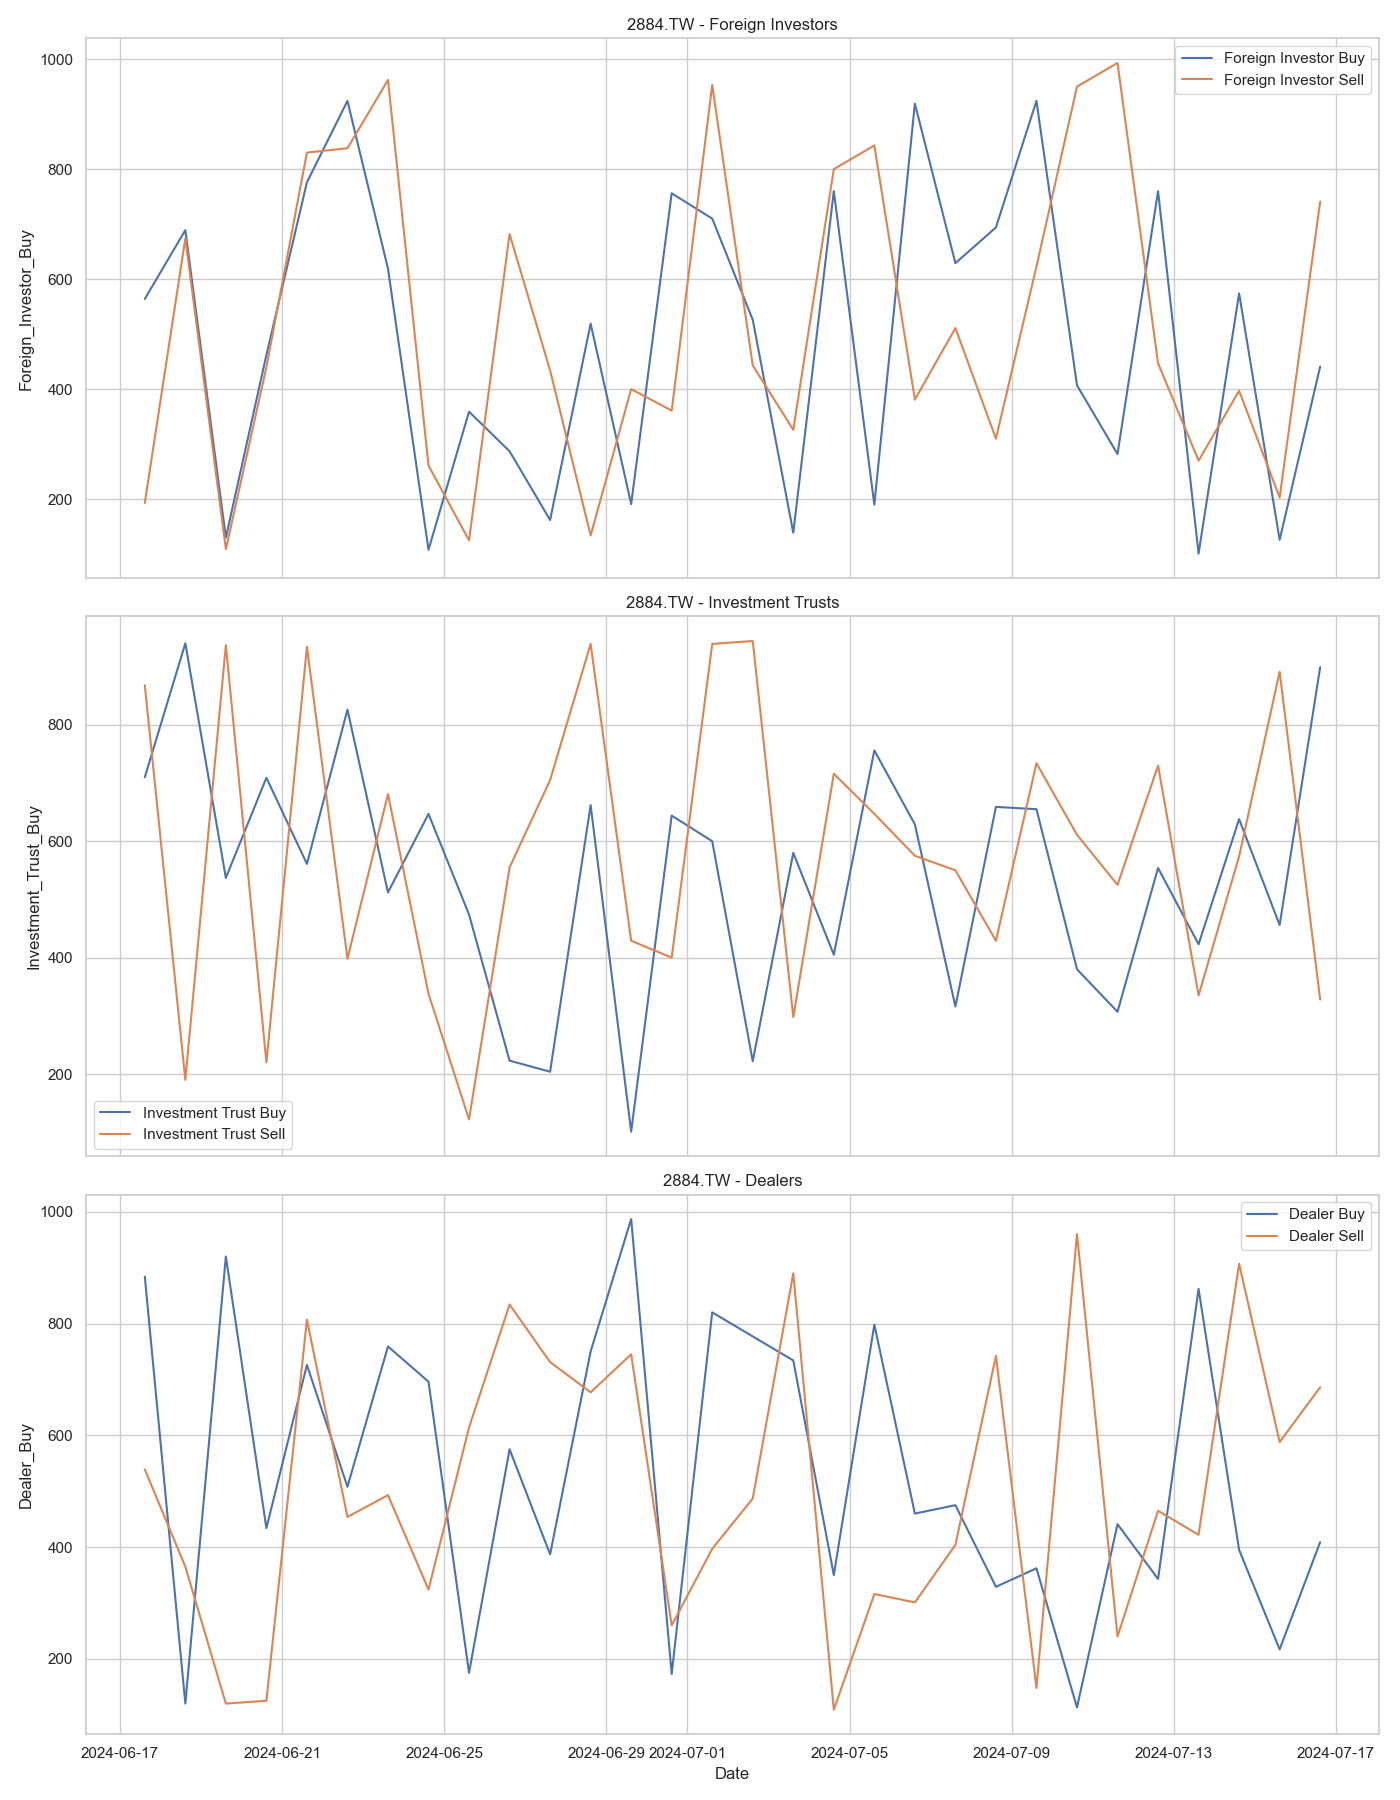 2884.TW - Foreign Investors
Foreign_Investor_Buy
1000
800
600
400
200
Foreign Investor Buy
Foreign Investor Sell
2884.TW - Investment Trusts
Investment_Trust_Buy
800
600
400
200
Investment Trust Buy
Investment Trust Sell
2884.TW - Dealers
Dealer_Buy
1000
800
600
400
200
Dealer Buy
Dealer Sell
2024-06-17 2024-06-21 2024-06-25 2024-06-29 2024-07-01 2024-07-05 2024-07-09 2024-07-13 2024-07-17
Date